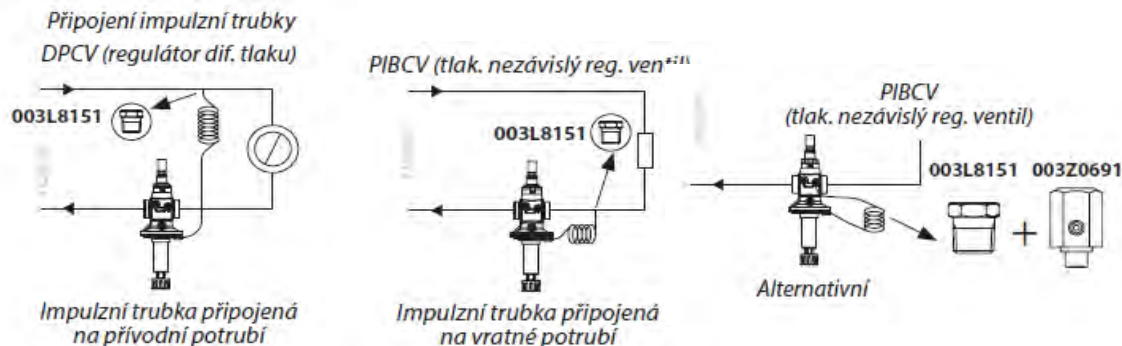 Připojení impulzní trubky
DPCV (regulátor dif. tlaku)
003L8151
Impulzní trubka připojená
na přívodní potrubí
PIBCV (tlak. nezávislý reg. ventil)
003L8151
Impulzní trubka připojená
na vratné potrubí
PIBCV
(tlak. nezávislý reg. ventil)
003L8151 003Z0691
+
Alternativní